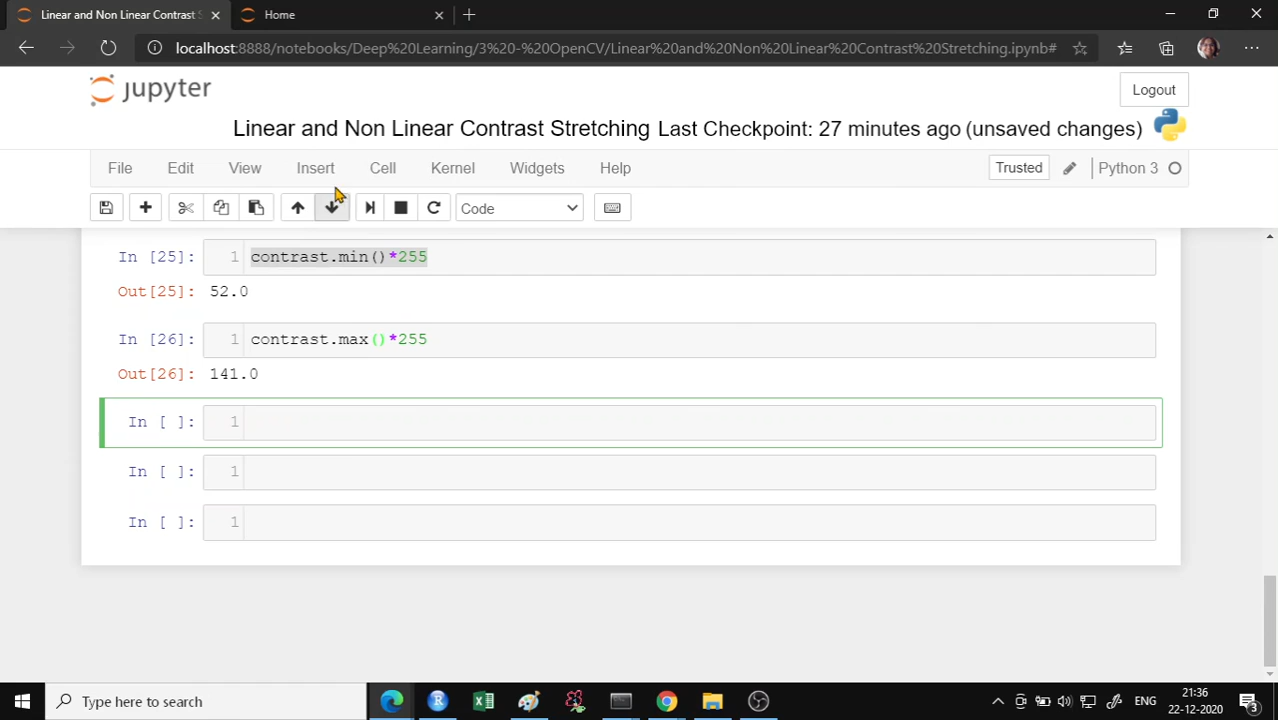 Linear and Non Linear Contrast S
Home
localhost:8888/notebooks/Deep%20Learning/3%20-%20OpenCV/Linear%20and%20Non%20Linear%20Contrast%20Stretching.ipynb#
jupyter
Logout
Linear and Non Linear Contrast Stretching Last Checkpoint: 27 minutes ago (unsaved changes)
File Edit View Insert Cell Kernel Widgets Help Trusted Python 3
Code
In [25]: 1 contrast.min()*255
Out[25]: 52.0
In [26]: 1 contrast.max()*255
Out[26]: 141.0
In [ ]: 1
In [ ]: 1
In [ ]: 1
Type here to search
ENG
21:36
22-12-2020
3